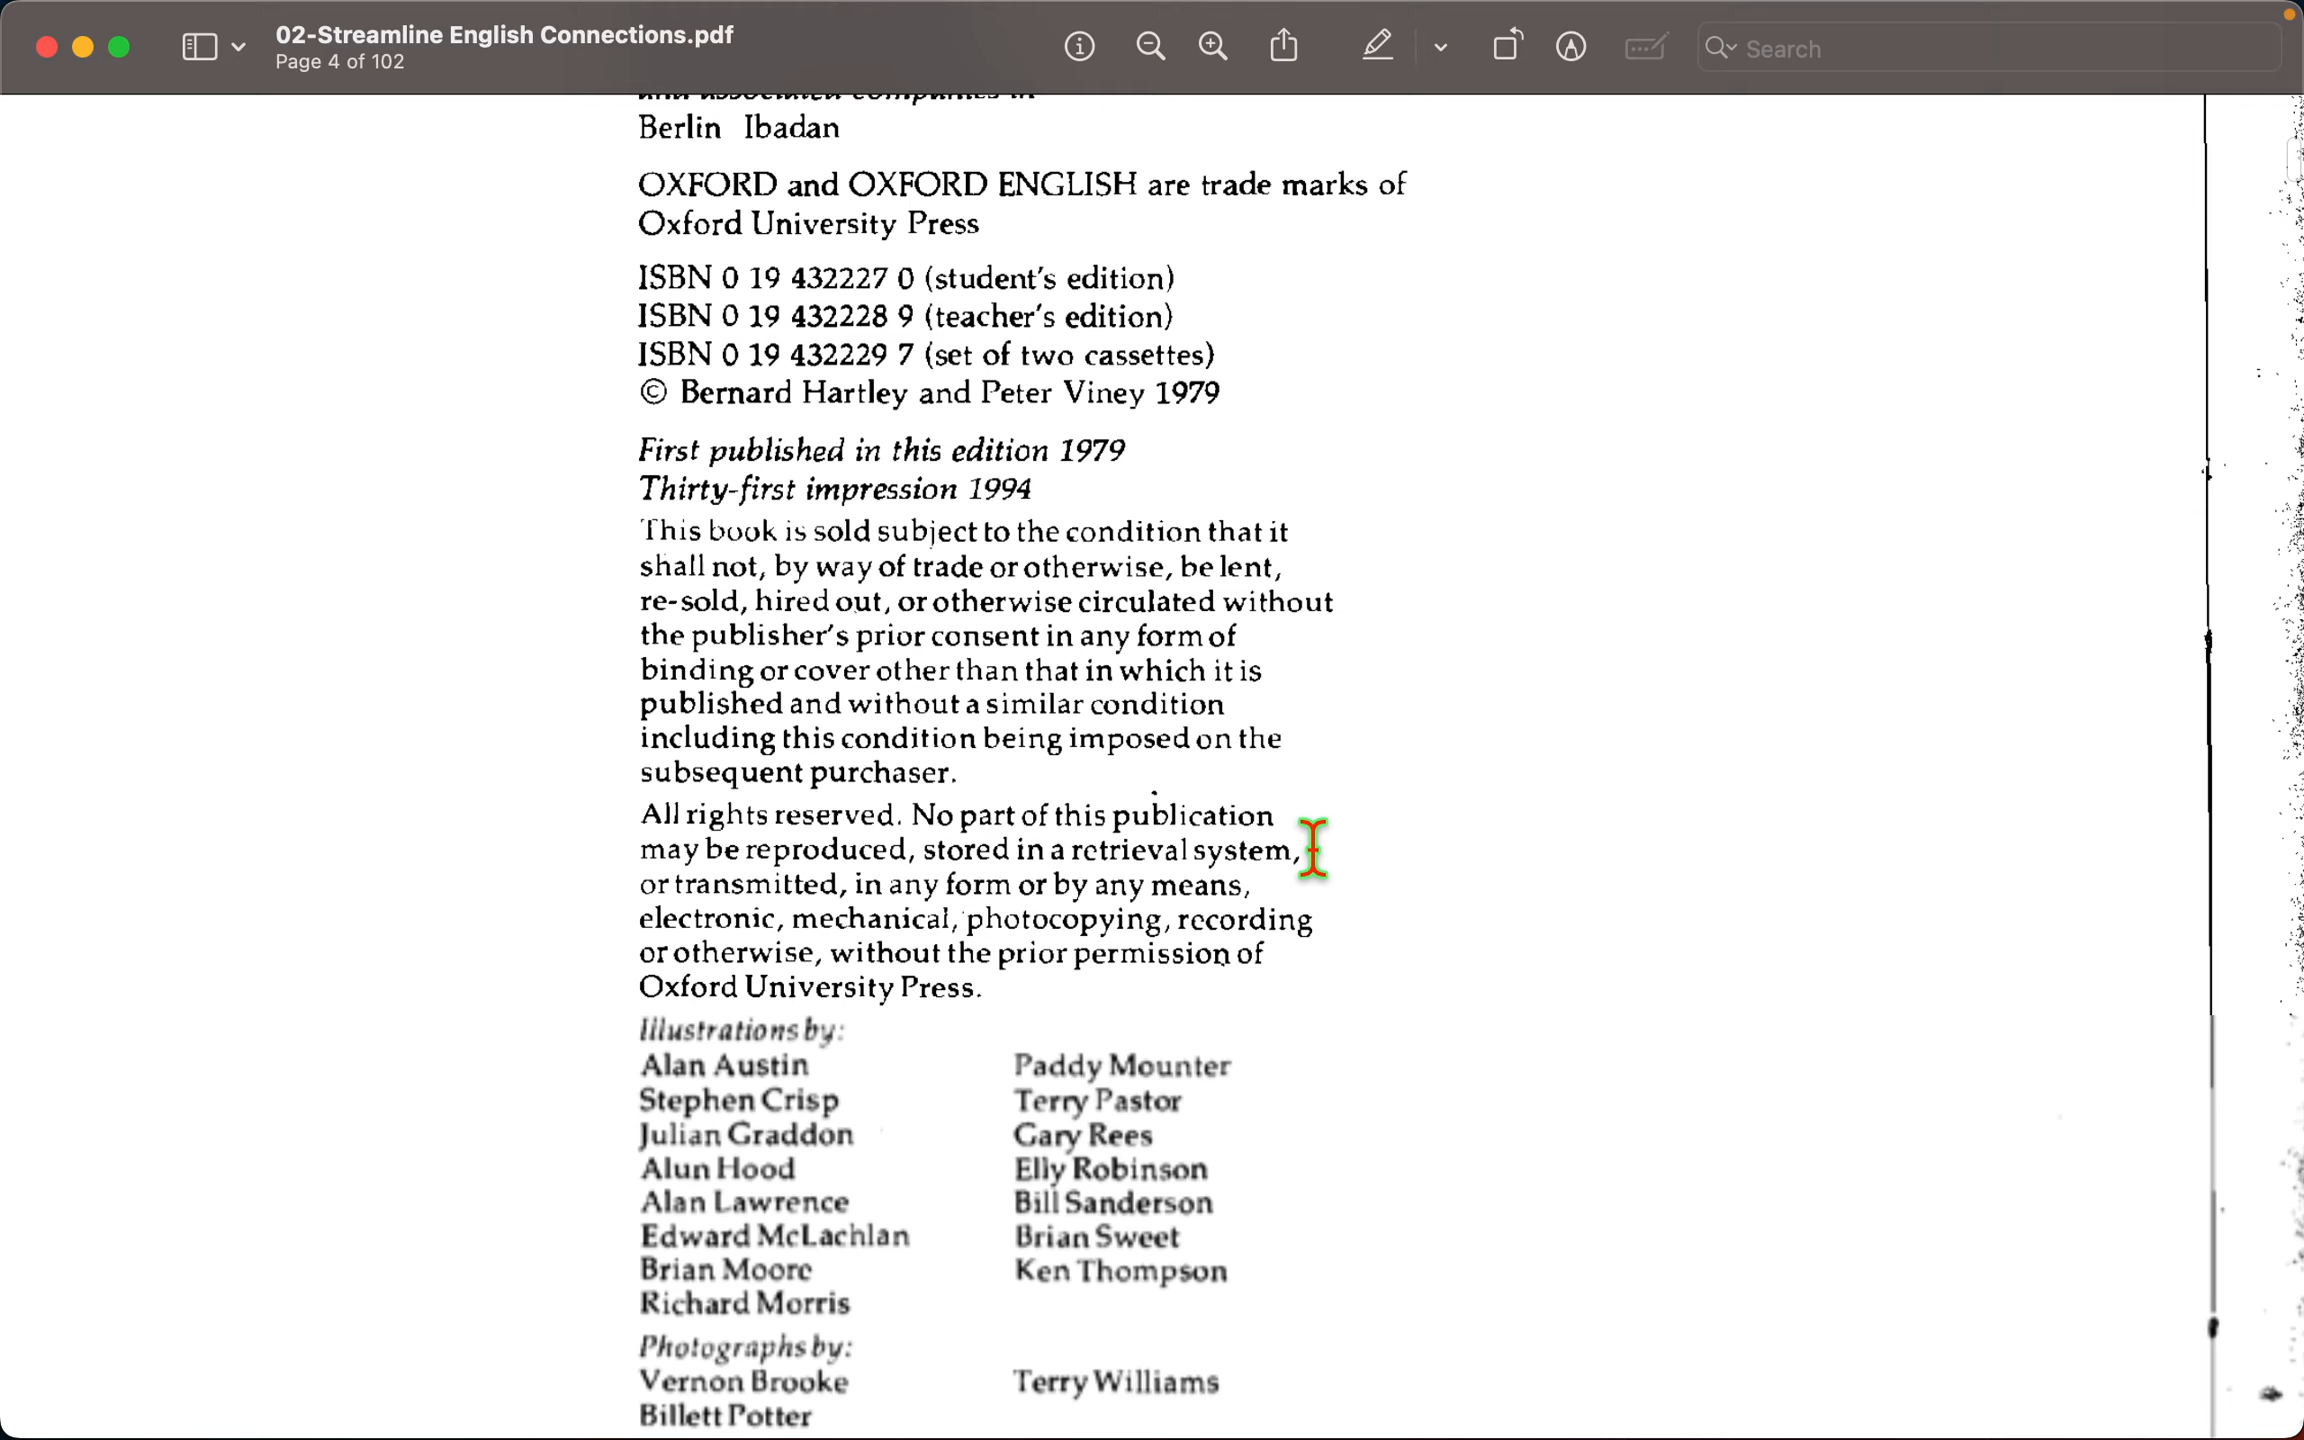 02-Streamline English Connections.pdf
Page 4 of 102
Search
and associated companies in
Berlin Ibadan
OXFORD and OXFORD ENGLISH are trade marks of
Oxford University Press
ISBN 0 19 432227 0 (student's edition)
ISBN 0 19 432228 9 (teacher's edition)
ISBN 0 19 432229 7 (set of two cassettes)
© Bernard Hartley and Peter Viney 1979
First published in this edition 1979
Thirty-first impression 1994
This book is sold subject to the condition that it
shall not, by way of trade or otherwise, be lent,
re-sold, hired out, or otherwise circulated without
the publisher's prior consent in any form of
binding or cover other than that in which it is
published and without a similar condition
including this condition being imposed on the
subsequent purchaser.
All rights reserved. No part of this publication
may be reproduced, stored in a retrieval system,
or transmitted, in any form or by any means,
electronic, mechanical, photocopying, recording
or otherwise, without the prior permission of
Oxford University Press.
Illustrations by:
Alan Austin Paddy Mounter
Stephen Crisp Terry Pastor
Julian Graddon Gary Rees
Alun Hood Elly Robinson
Alan Lawrence Bill Sanderson
Edward McLachlan Brian Sweet
Brian Moore Ken Thompson
Richard Morris
Photographs by:
Vernon Brooke Terry Williams
Billett Potter